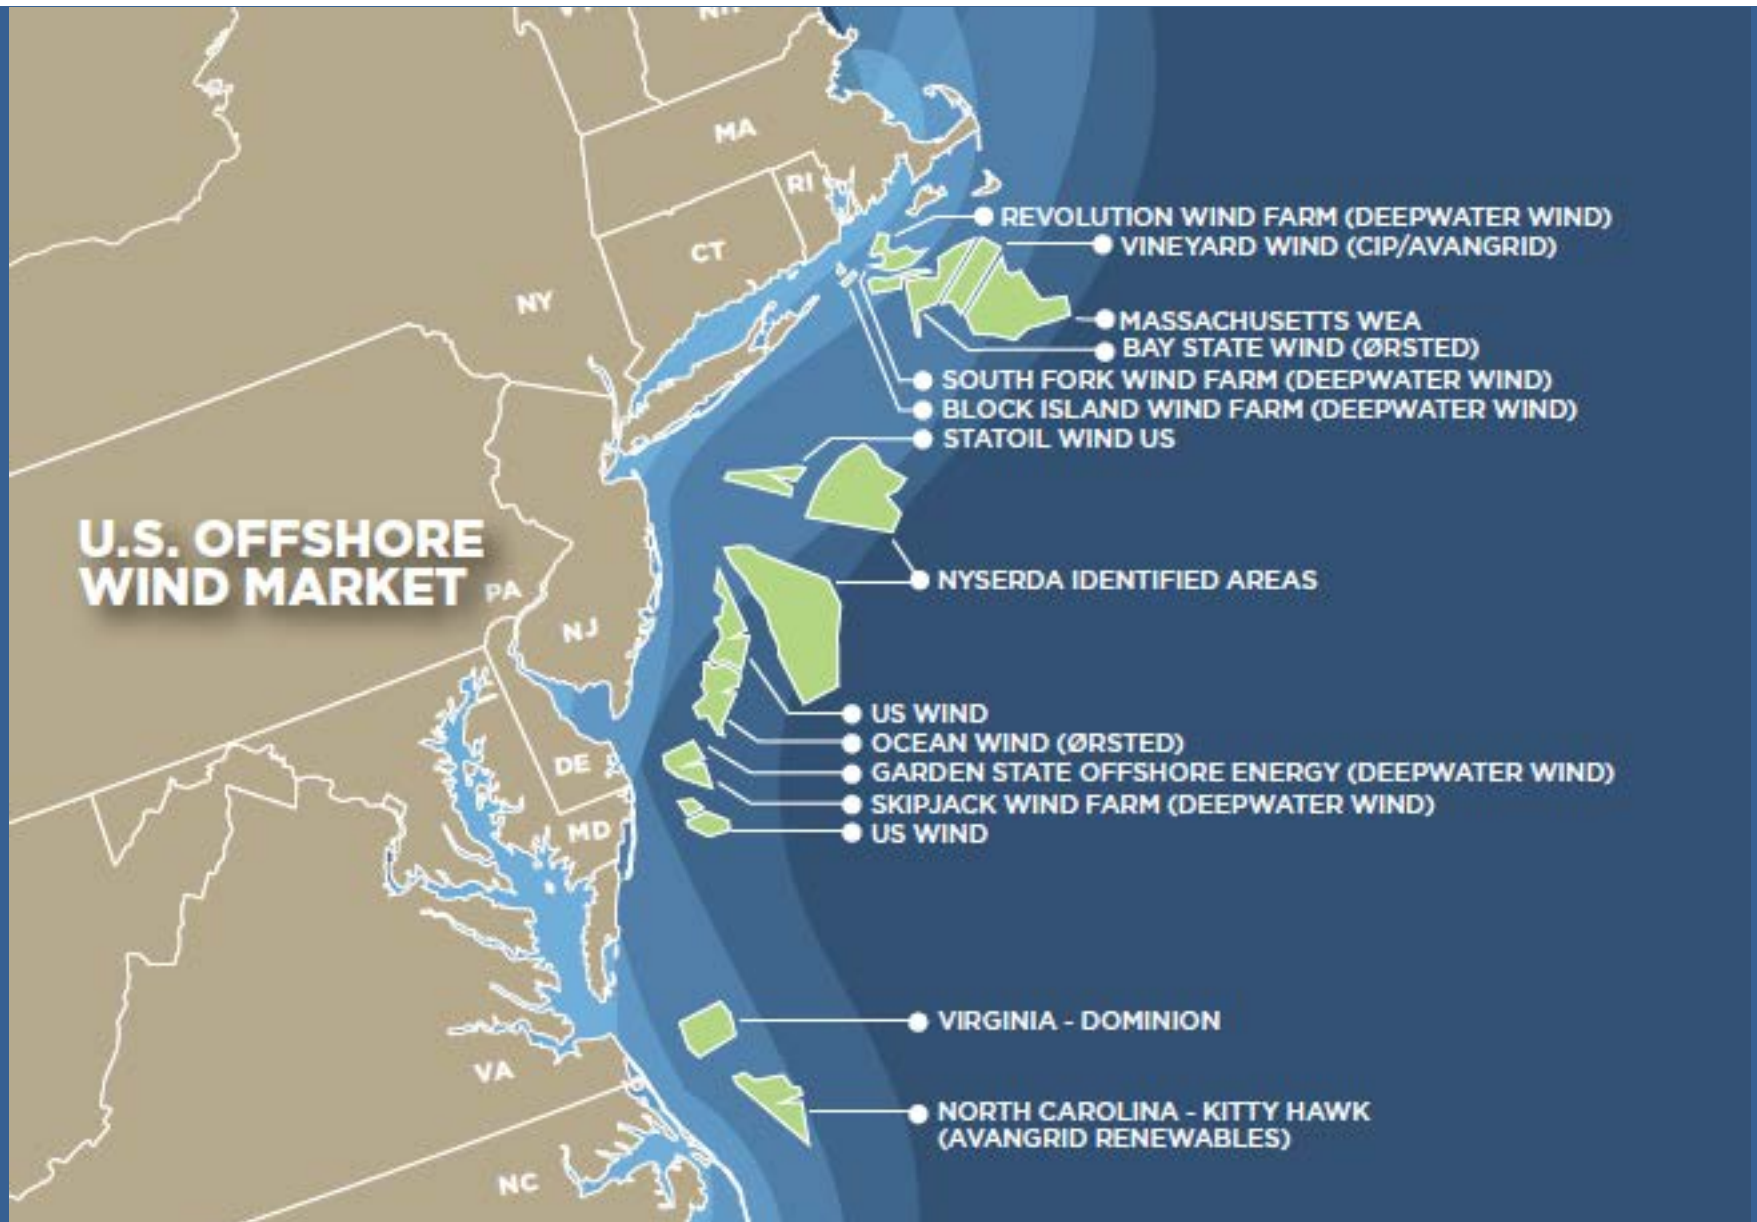 VT
NH
MA
RI
CT
NY
REVOLUTION WIND FARM (DEEPWATER WIND)
VINEYARD WIND (CIP/AVANGRID)
MASSACHUSETTS WEA
BAY STATE WIND (ØRSTED)
SOUTH FORK WIND FARM (DEEPWATER WIND)
BLOCK ISLAND WIND FARM (DEEPWATER WIND)
STATOIL WIND US
U.S. OFFSHORE
WIND MARKET
PA
NJ
NYSERDA IDENTIFIED AREAS
US WIND
OCEAN WIND (ØRSTED)
DE
GARDEN STATE OFFSHORE ENERGY (DEEPWATER WIND)
SKIPJACK WIND FARM (DEEPWATER WIND)
MD
US WIND
VIRGINIA - DOMINION
VA
NORTH CAROLINA - KITTY HAWK
(AVANGRID RENEWABLES)
NC